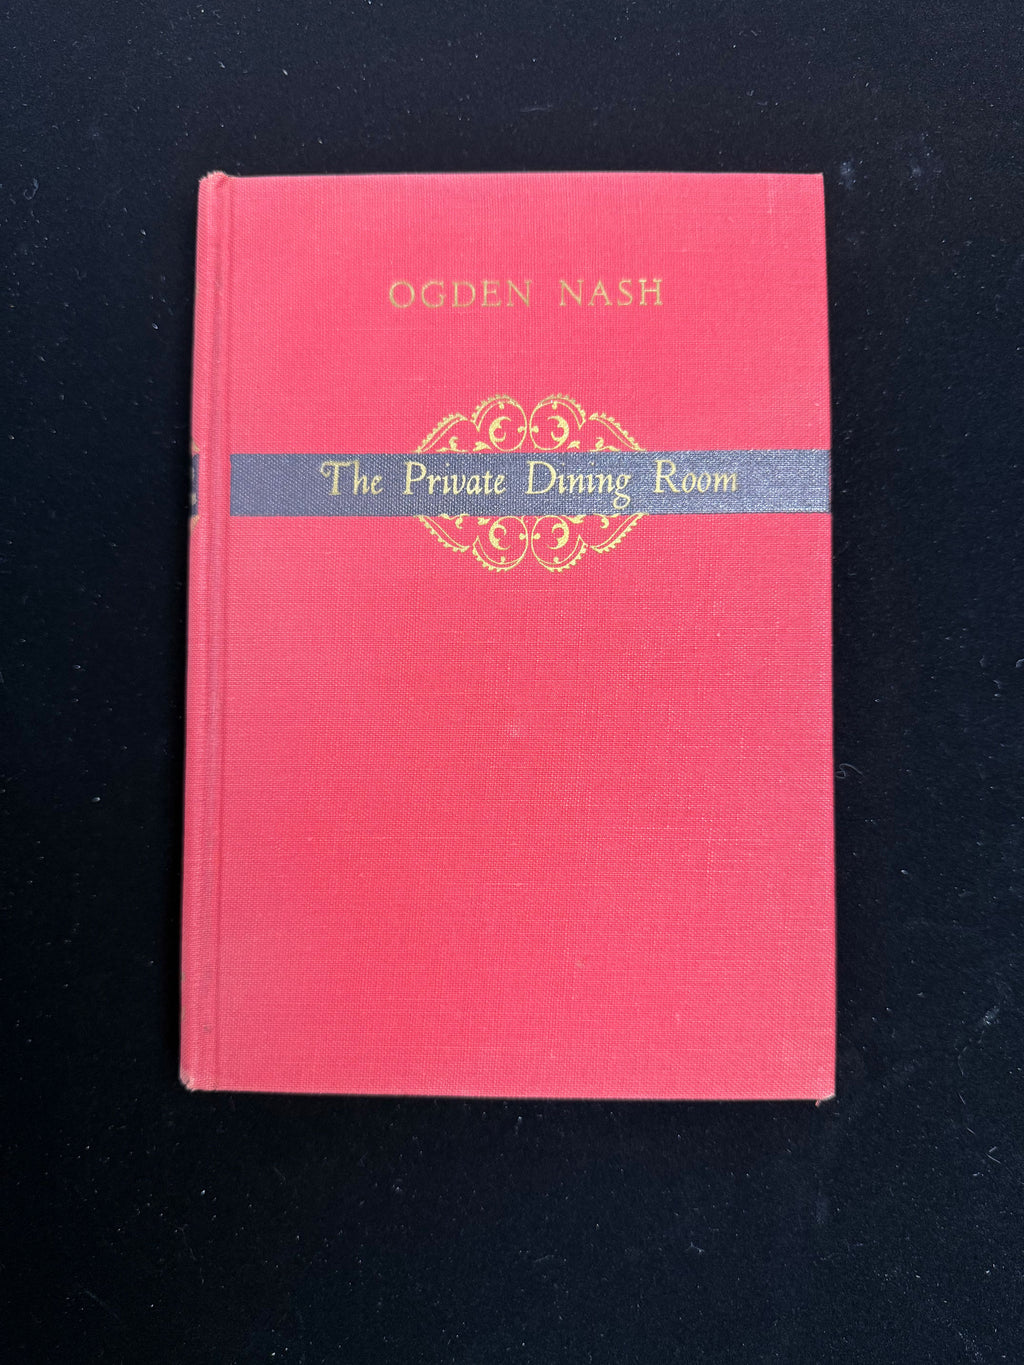 OGDEN NASH
The Private Dining Room